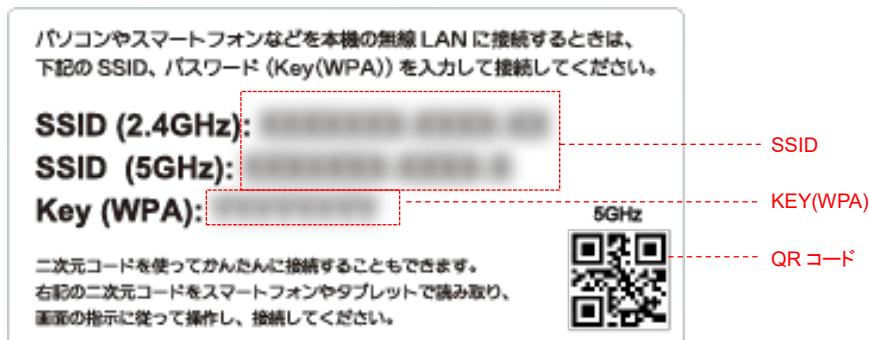 パソコンやスマートフォンなどを本機の無線LANに接続するときは、
下記のSSID、パスワード（Key(WPA)）を入力して接続してください。
SSID (2.4GHz):
SSID (5GHz):
Key (WPA):
SSID
KEY(WPA)
5GHz
QRコード
二次元コードを使ってかんたんに接続することもできます。
右記の二次元コードをスマートフォンやタブレットで読み取り、
画面の指示に従って操作し、接続してください。